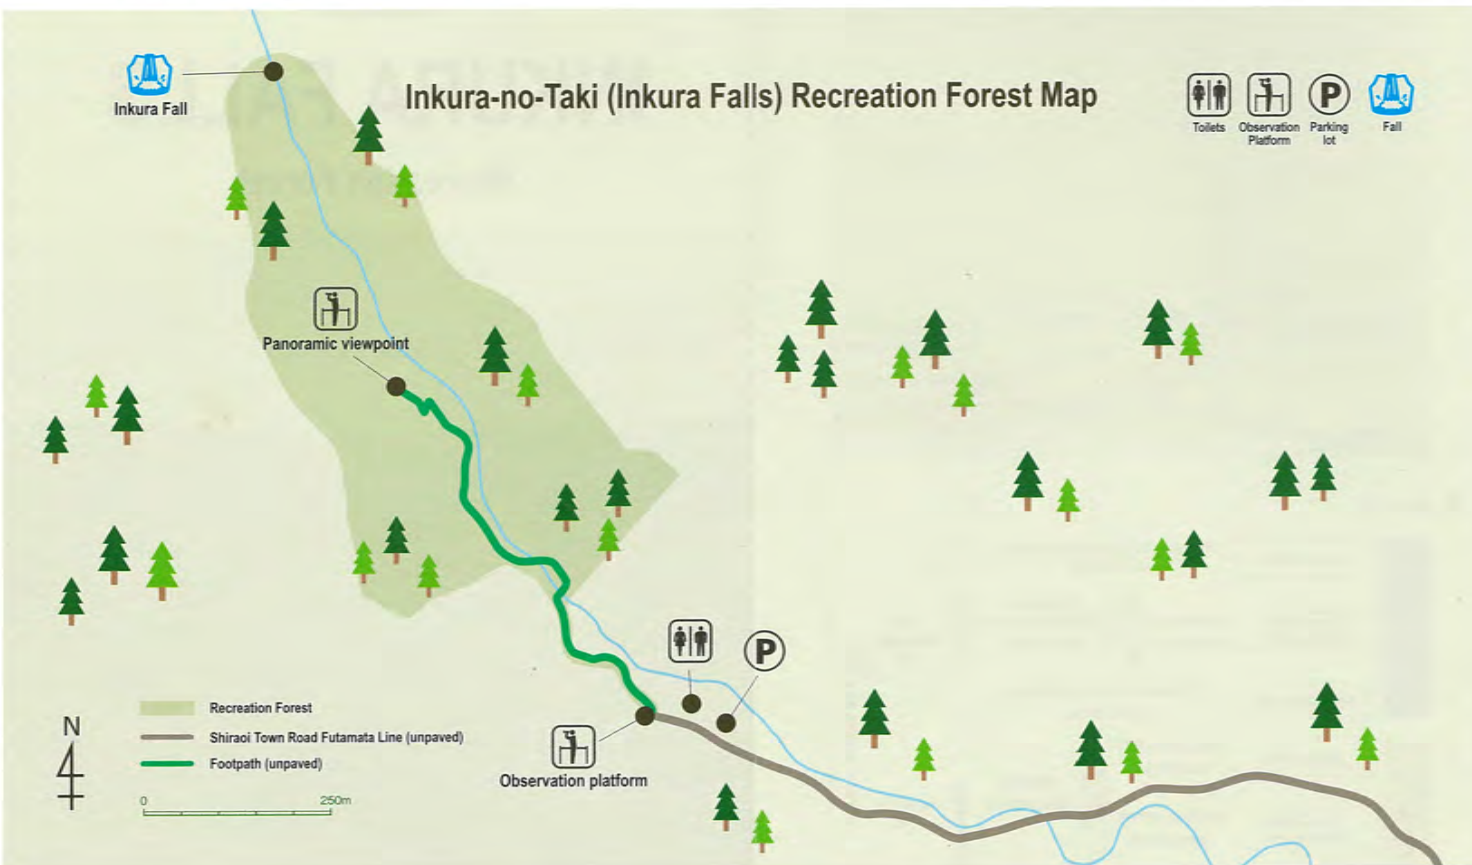 Inkura Fall
Inkura-no-Taki (Inkura Falls) Recreation Forest Map
Toilets
Observation
Platform
P
Parking
lot
Fall
Panoramic viewpoint
P
Observation platform
Recreation Forest
Shiraoi Town Road Futamata Line (unpaved)
Footpath (unpaved)
N
0
250m